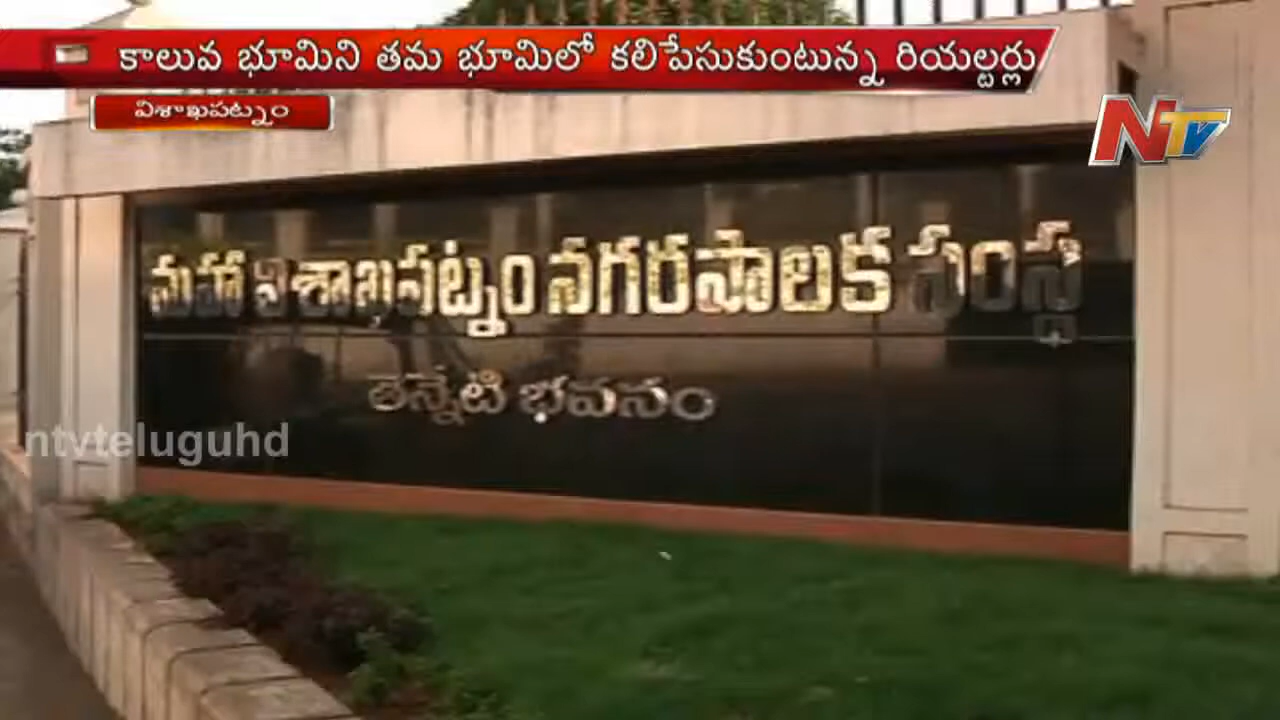 కాలువ భూమిని తమ భూమిలో కలిపేసుకుంటున్న రియల్టర్లు
విశాఖపట్నం
NTV
మహా విశాఖపట్నం నగరపాలక సంస్థ
తెన్నేటి భవనం
ntvteluguhd